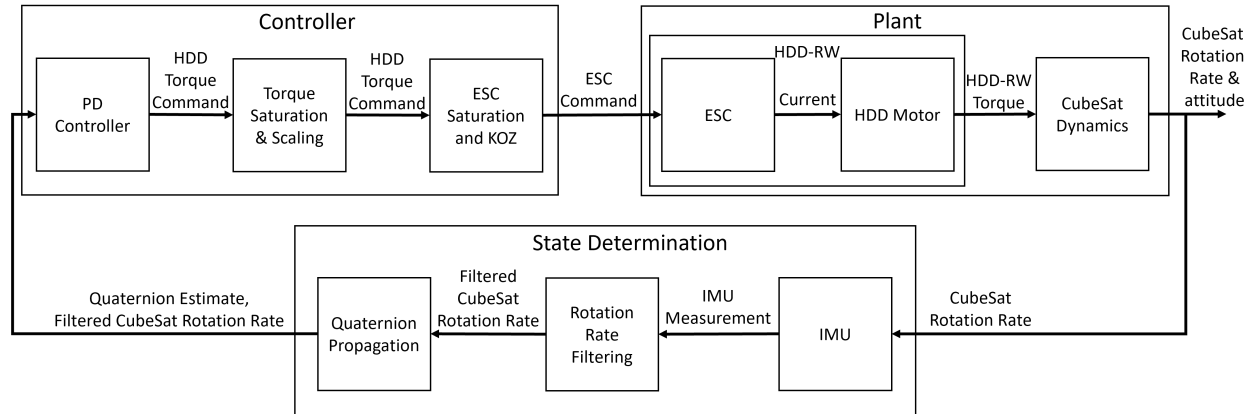 Controller
PD
Controller
HDD
Torque
Command
Torque
Saturation
& Scaling
HDD
Torque
Command
ESC
Saturation
and KOZ
ESC
Command
Plant
HDD-RW
ESC
Current
HDD Motor
HDD-RW
Torque
CubeSat
Dynamics
CubeSat
Rotation
Rate &
attitude
State Determination
Quaternion Estimate,
Filtered CubeSat Rotation Rate
Quaternion
Propagation
Filtered
CubeSat
Rotation Rate
Rotation
Rate
Filtering
IMU
Measurement
IMU
CubeSat
Rotation Rate